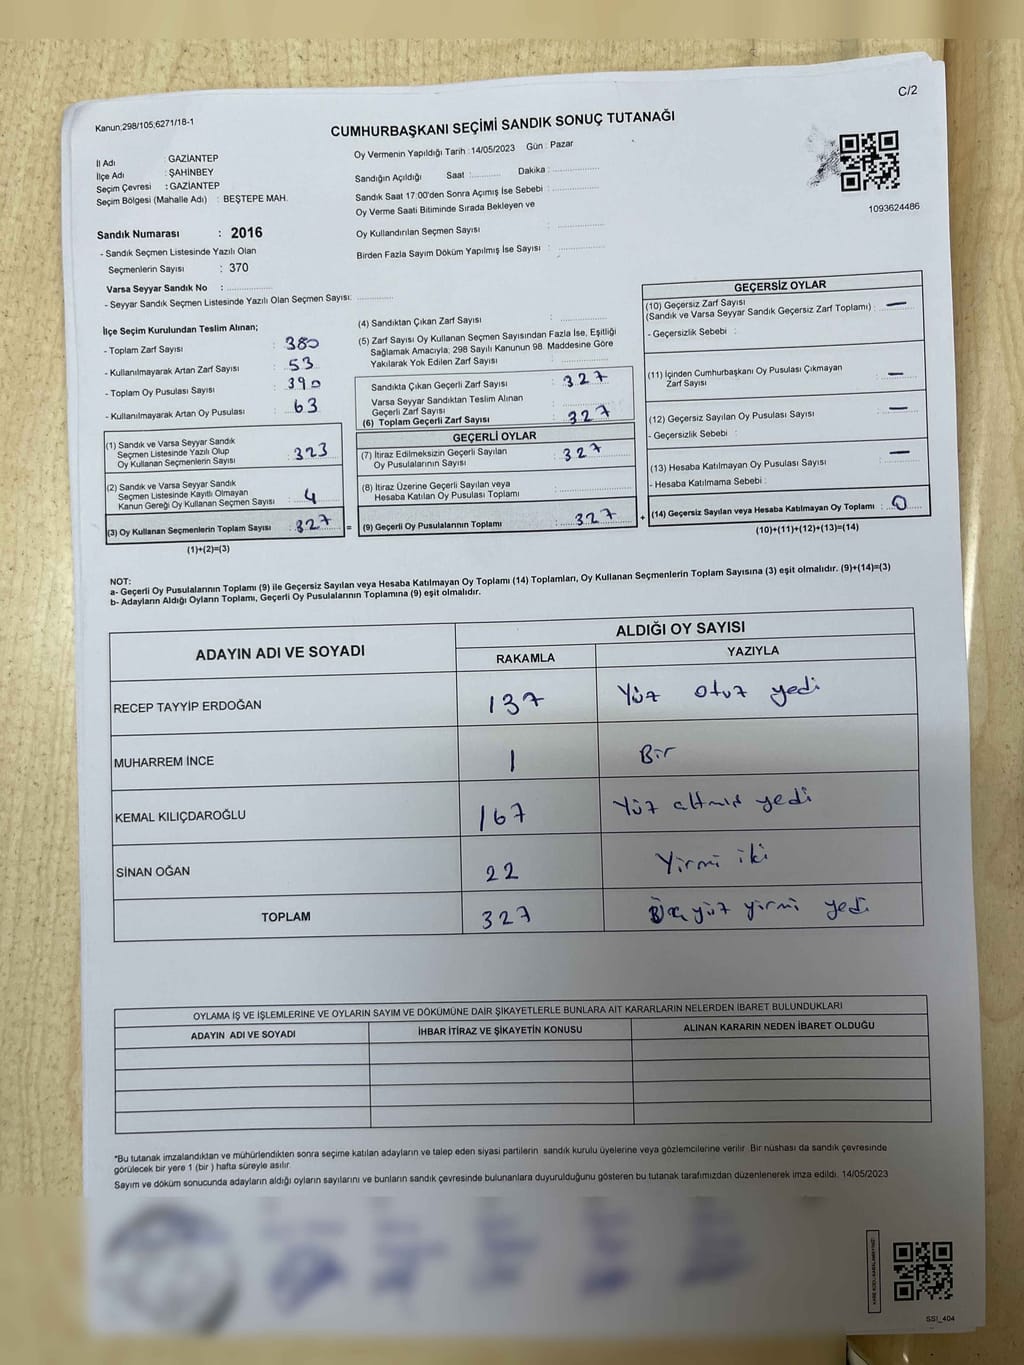 C/2
Kanun;298/105;6271/18-1
CUMHURBAŞKANI SEÇİMİ SANDIK SONUÇ TUTANAĞI
İl Adı : GAZİANTEP
İlçe Adı : ŞAHİNBEY
Seçim Çevresi : GAZİANTEP
Seçim Bölgesi (Mahalle Adı) : BEŞTEPE MAH.
Sandık Numarası : 2016
- Sandık Seçmen Listesinde Yazılı Olan
Seçmenlerin Sayısı : 370
Varsa Seyyar Sandık No :
- Seyyar Sandık Seçmen Listesinde Yazılı Olan Seçmen Sayısı:
Oy Vermenin Yapıldığı Tarih : 14/05/2023 Gün : Pazar
Sandığın Açıldığı Saat : Dakika :
Sandık Saat 17:00'den Sonra Açımış İse Sebebi :
Oy Verme Saati Bitiminde Sırada Bekleyen ve
Oy Kullandırılan Seçmen Sayısı :
Birden Fazla Sayım Döküm Yapılmış İse Sayısı :
1093624486
İlçe Seçim Kurulundan Teslim Alınan;
- Toplam Zarf Sayısı : 380
- Kullanılmayarak Artan Zarf Sayısı : 53
- Toplam Oy Pusulası Sayısı : 390
- Kullanılmayarak Artan Oy Pusulası : 63
(1) Sandık ve Varsa Seyyar Sandık
Seçmen Listesinde Yazılı Olup
Oy Kullanan Seçmenlerin Sayısı : 323
(2) Sandık ve Varsa Seyyar Sandık
Seçmen Listesinde Kayıtlı Olmayan
Kanun Gereği Oy Kullanan Seçmen Sayısı : 4
(3) Oy Kullanan Seçmenlerin Toplam Sayısı : 327 =
(1)+(2)=(3)
(4) Sandıktan Çıkan Zarf Sayısı :
(5) Zarf Sayısı Oy Kullanan Seçmen Sayısından Fazla İse, Eşitliği
Sağlamak Amacıyla, 298 Sayılı Kanunun 98. Maddesine Göre
Yakılarak Yok Edilen Zarf Sayısı :
Sandıkta Çıkan Geçerli Zarf Sayısı : 327
Varsa Seyyar Sandıktan Teslim Alınan
Geçerli Zarf Sayısı :
(6) Toplam Geçerli Zarf Sayısı : 327
GEÇERLİ OYLAR
(7) İtiraz Edilmeksizin Geçerli Sayılan
Oy Pusulalarının Sayısı : 327
(8) İtiraz Üzerine Geçerli Sayılan veya
Hesaba Katılan Oy Pusulası Toplamı :
(9) Geçerli Oy Pusulalarının Toplamı : 327 +
GEÇERSİZ OYLAR
(10) Geçersiz Zarf Sayısı
(Sandık ve Varsa Seyyar Sandık Geçersiz Zarf Toplamı) : —
- Geçersizlik Sebebi :
(11) İçinden Cumhurbaşkanı Oy Pusulası Çıkmayan
Zarf Sayısı : —
(12) Geçersiz Sayılan Oy Pusulası Sayısı : —
- Geçersizlik Sebebi :
(13) Hesaba Katılmayan Oy Pusulası Sayısı : —
- Hesaba Katılmama Sebebi :
(14) Geçersiz Sayılan veya Hesaba Katılmayan Oy Toplamı : 0
(10)+(11)+(12)+(13)=(14)
NOT:
a- Geçerli Oy Pusulalarının Toplamı (9) ile Geçersiz Sayılan veya Hesaba Katılmayan Oy Toplamı (14) Toplamları, Oy Kullanan Seçmenlerin Toplam Sayısına (3) eşit olmalıdır. (9)+(14)=(3)
b- Adayların Aldığı Oyların Toplamı, Geçerli Oy Pusulalarının Toplamına (9) eşit olmalıdır.
ADAYIN ADI VE SOYADI
ALDIĞI OY SAYISI
RAKAMLA YAZIYLA
RECEP TAYYİP ERDOĞAN 137 Yüz otuz yedi
MUHARREM İNCE 1 Bir
KEMAL KILIÇDAROĞLU 167 Yüz altmış yedi
SİNAN OĞAN 22 Yirmi iki
TOPLAM 327 Üç yüz yirmi yedi
OYLAMA İŞ VE İŞLEMLERİNE VE OYLARIN SAYIM VE DÖKÜMÜNE DAİR ŞİKAYETLERLE BUNLARA AİT KARARLARIN NELERDEN İBARET BULUNDUKLARI
ADAYIN ADI VE SOYADI İHBAR İTİRAZ VE ŞİKAYETİN KONUSU ALINAN KARARIN NEDEN İBARET OLDUĞU
*Bu tutanak imzalandıktan ve mühürlendikten sonra seçime katılan adayların ve talep eden siyasi partilerin sandık kurulu üyelerine veya gözlemcilerine verilir. Bir nüshası da sandık çevresinde
görülecek bir yere 1 (bir ) hafta süreyle asılır.
Sayım ve döküm sonucunda adayların aldığı oyların sayılarını ve bunların sandık çevresinde bulunanlara duyurulduğunu gösteren bu tutanak tarafımızdan düzenlenerek imza edildi. 14/05/2023
SSI_404